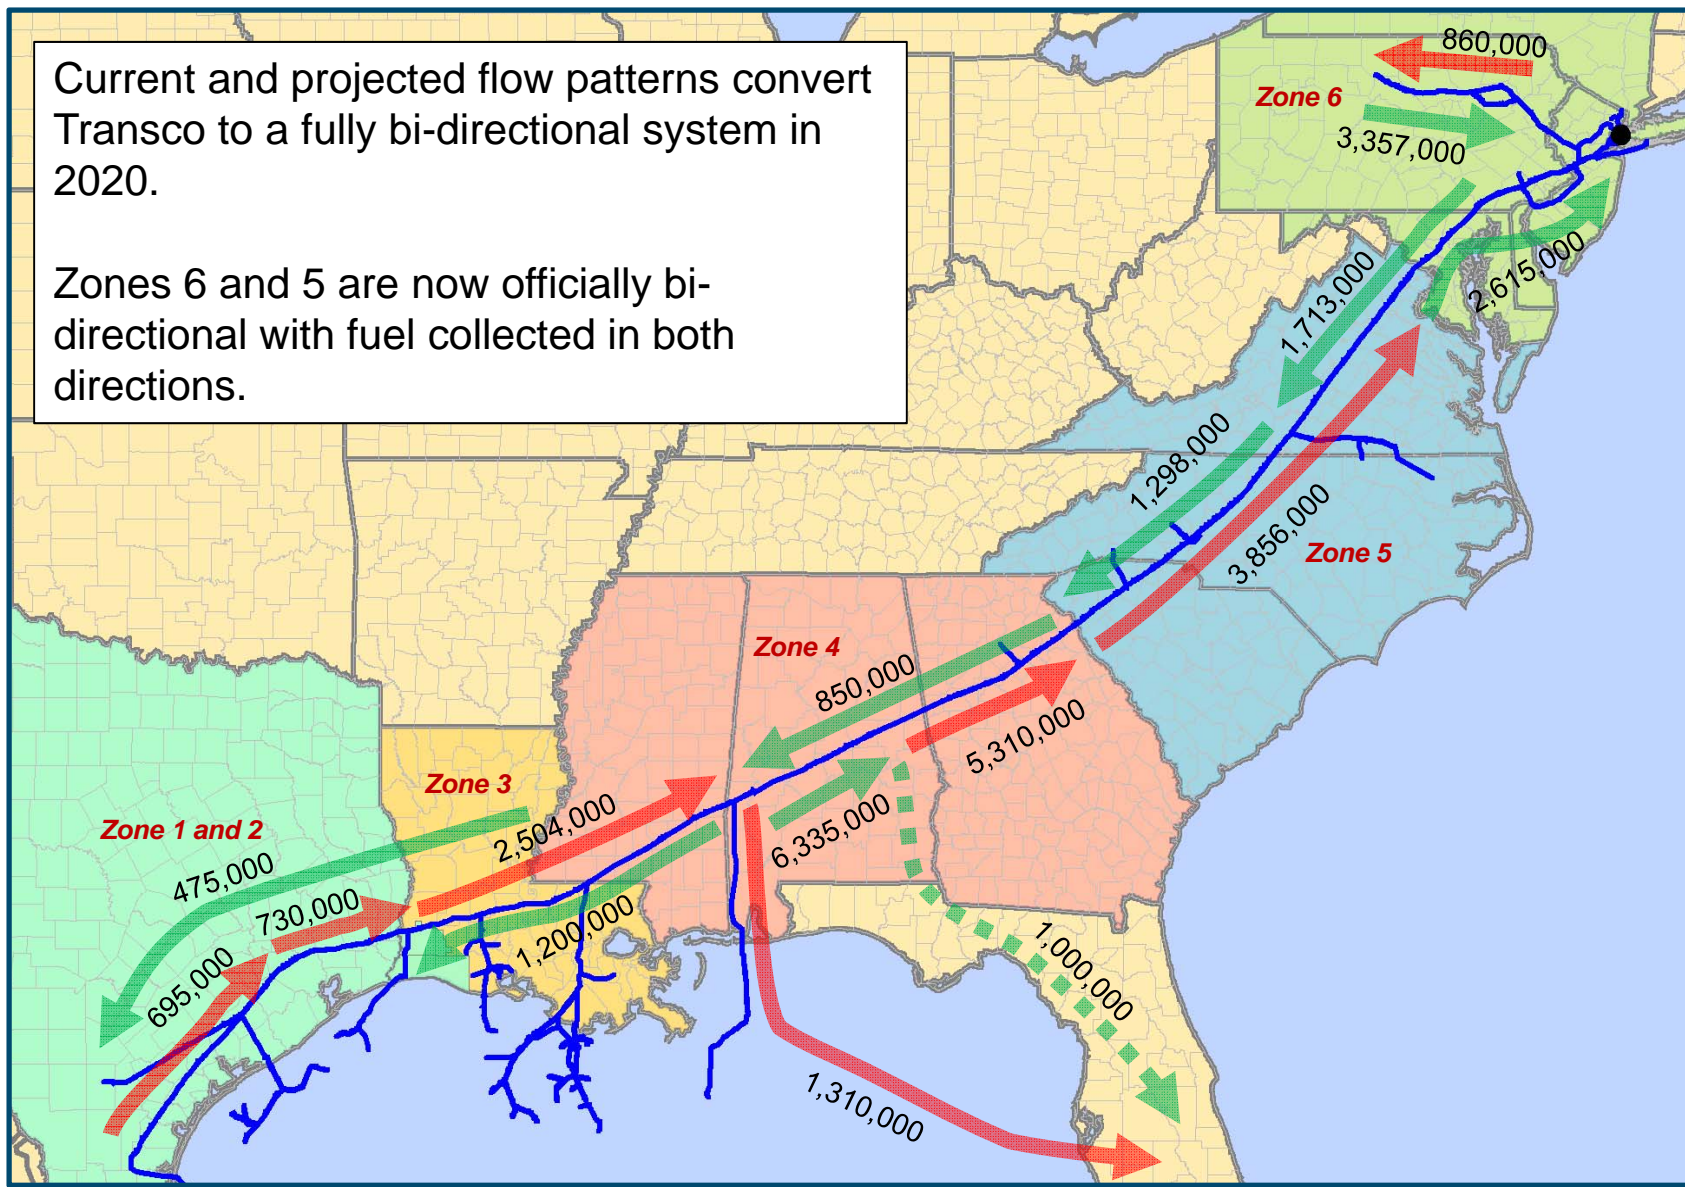 Current and projected flow patterns convert
Transco to a fully bi-directional system in
2020.
Zones 6 and 5 are now officially bi-
directional with fuel collected in both
directions.
860,000
Zone 6
3,357,000
2,615,000
1,713,000
1,298,000
3,856,000
Zone 5
Zone 4
850,000
5,310,000
Zone 3
2,504,000
6,335,000
Zone 1 and 2
475,000
730,000
1,200,000
695,000
1,000,000
1,310,000